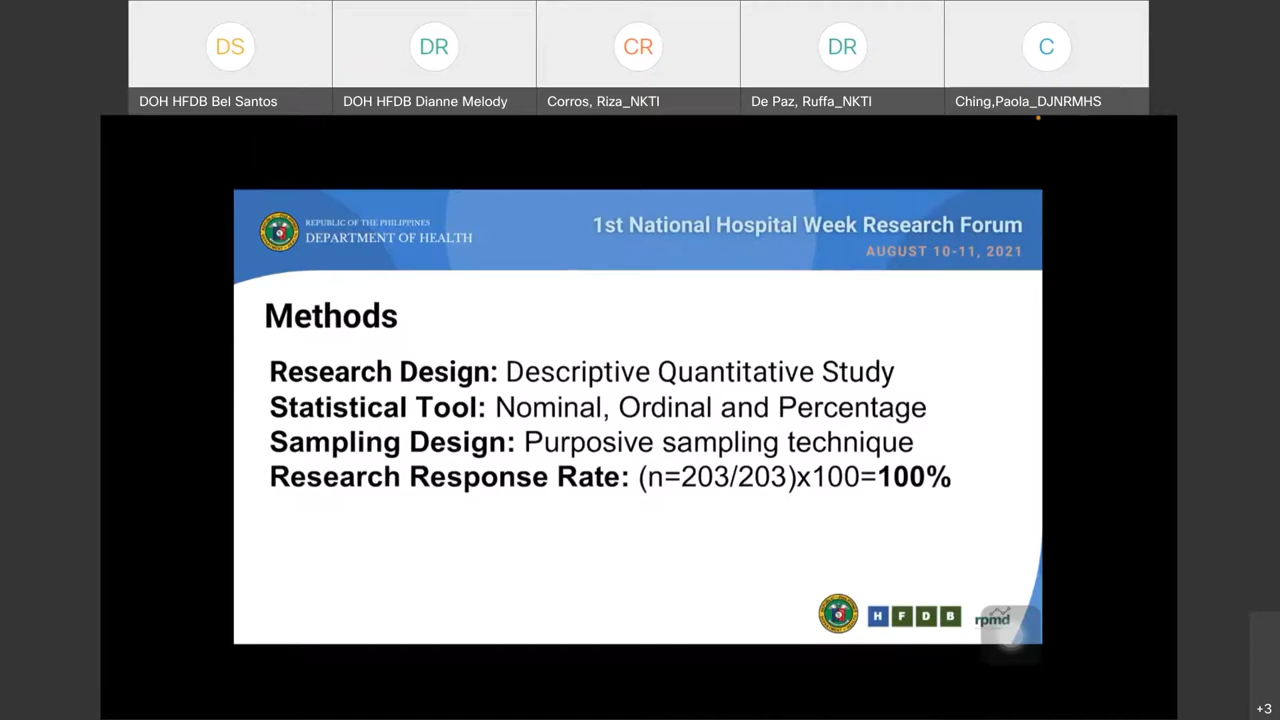 DS
DR
CR
DR
C
DOH HFDB Bel Santos
DOH HFDB Dianne Melody
Corros, Riza_NKTI
De Paz, Ruffa_NKTI
Ching,Paola_DJNRMHS
REPUBLIC OF THE PHILIPPINES
DEPARTMENT OF HEALTH
1st National Hospital Week Research Forum
AUGUST 10-11, 2021
Methods
Research Design: Descriptive Quantitative Study
Statistical Tool: Nominal, Ordinal and Percentage
Sampling Design: Purposive sampling technique
Research Response Rate: (n=203/203)x100=100%
H F D B
rpmd
+3